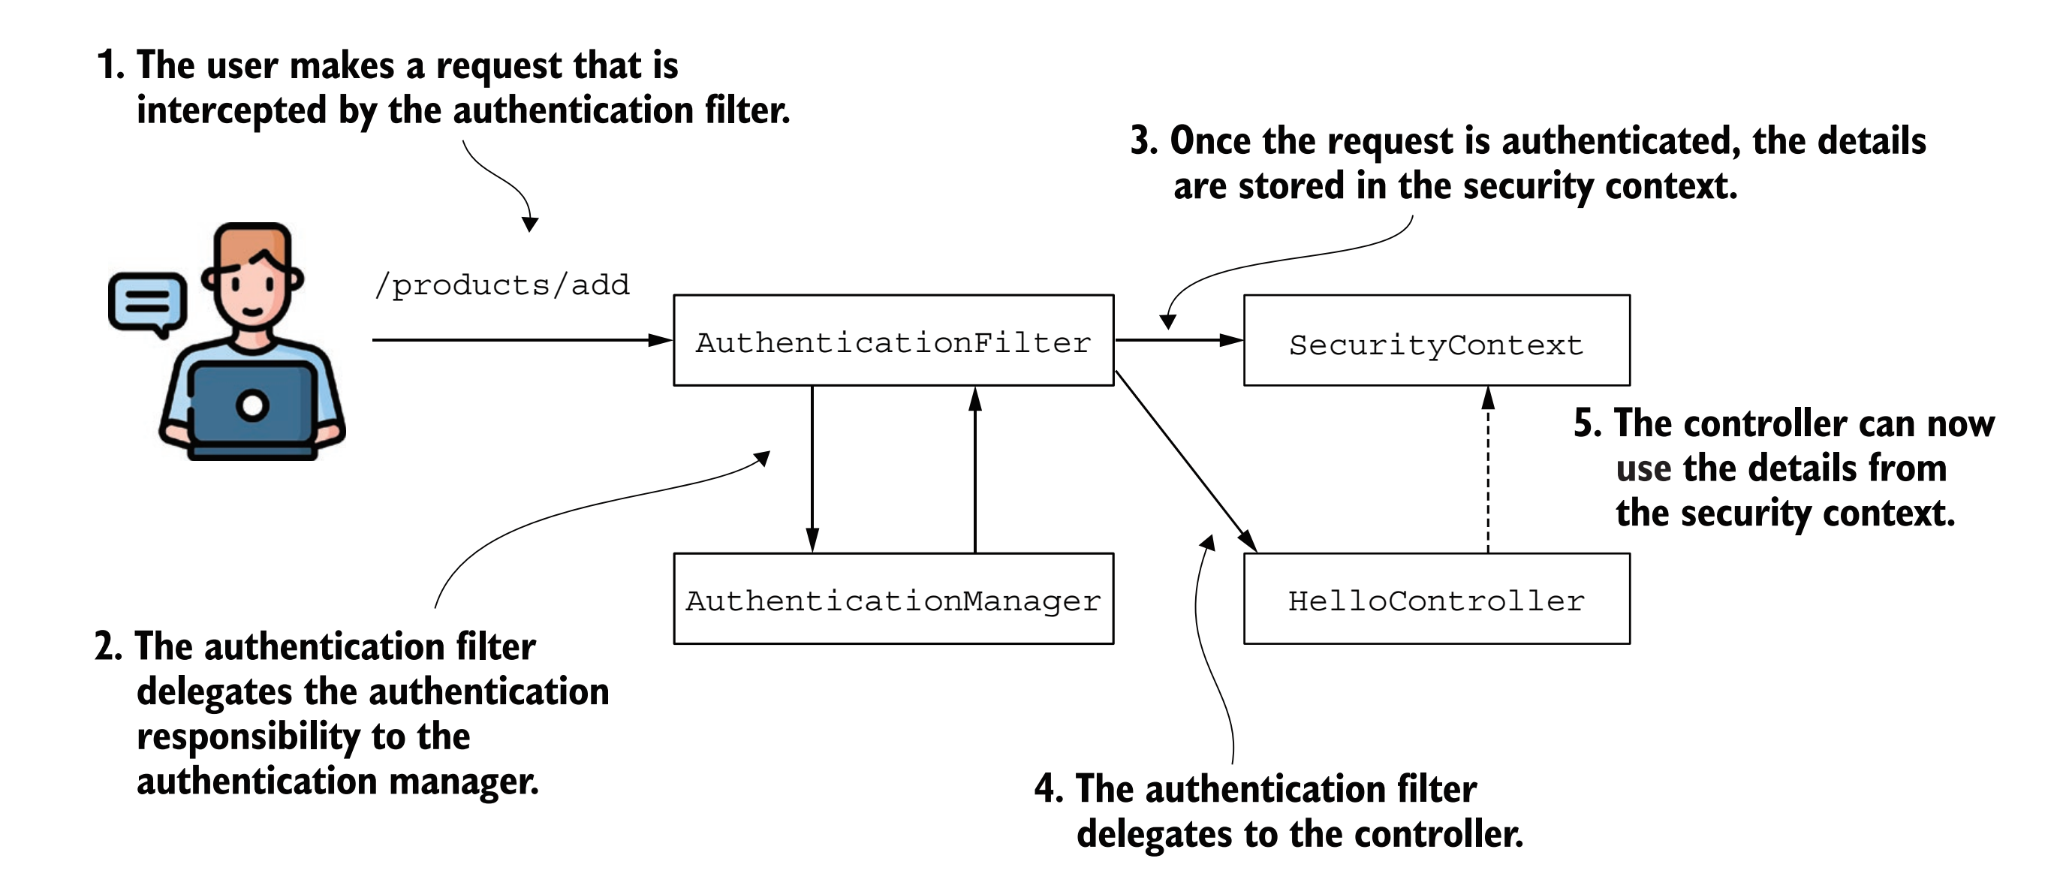 1. The user makes a request that is
intercepted by the authentication filter.
3. Once the request is authenticated, the details
are stored in the security context.
/products/add
AuthenticationFilter
SecurityContext
5. The controller can now
use the details from
the security context.
AuthenticationManager
HelloController
2. The authentication filter
delegates the authentication
responsibility to the
authentication manager.
4. The authentication filter
delegates to the controller.